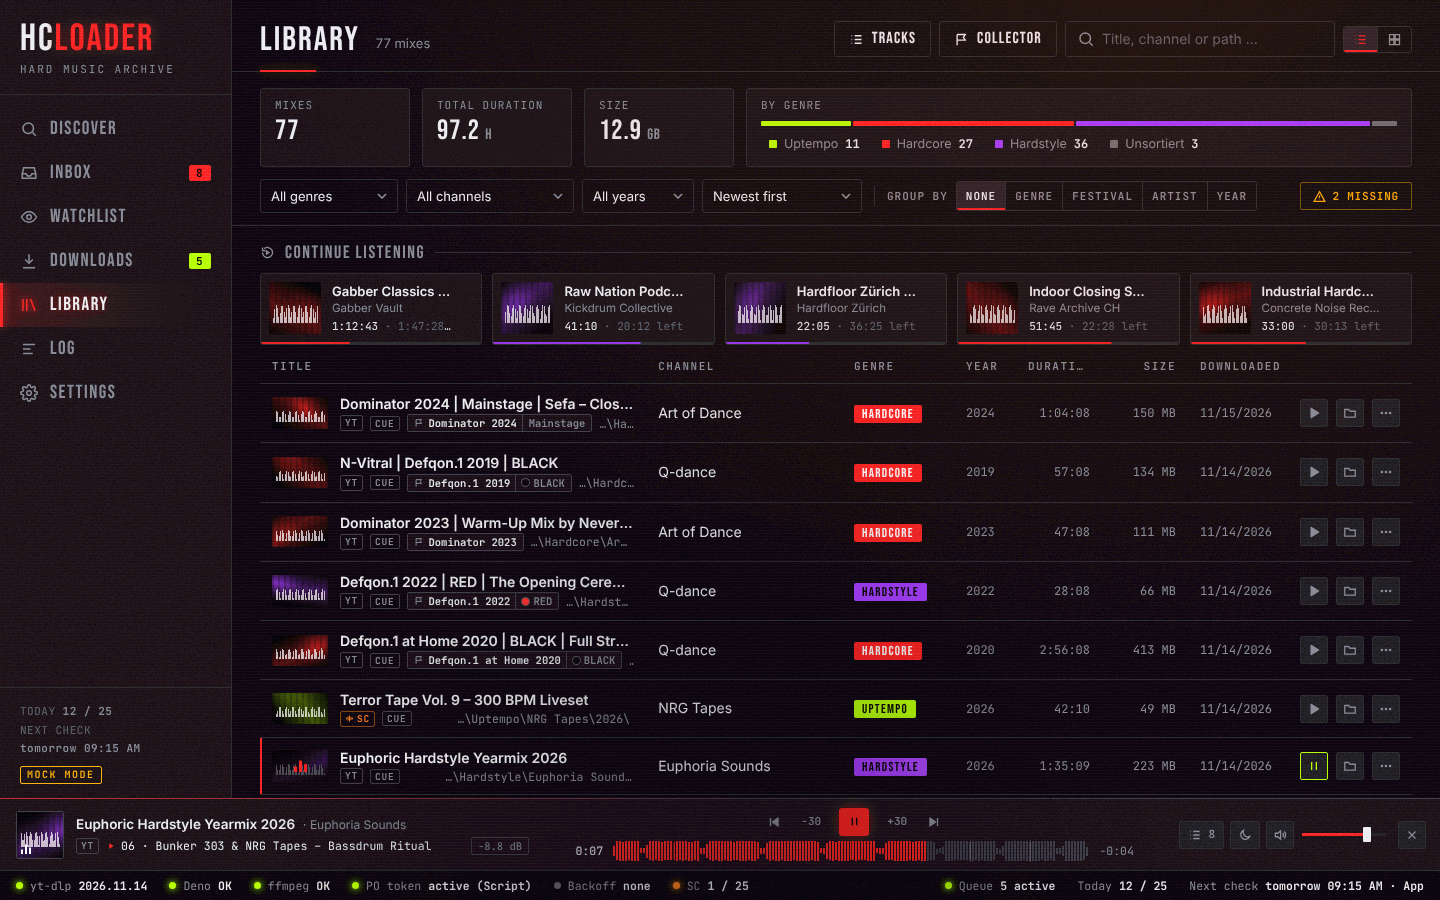 HCLOADER
HARD MUSIC ARCHIVE
DISCOVER
INBOX 8
WATCHLIST
DOWNLOADS 5
LIBRARY
LOG
SETTINGS
TODAY 12 / 25
NEXT CHECK
tomorrow 09:15 AM
MOCK MODE
LIBRARY 77 mixes
TRACKS
COLLECTOR
Title, channel or path ...
MIXES
77
TOTAL DURATION
97.2 H
SIZE
12.9 GB
BY GENRE
Uptempo 11 Hardcore 27 Hardstyle 36 Unsortiert 3
All genres All channels All years Newest first GROUP BY NONE GENRE FESTIVAL ARTIST YEAR 2 MISSING
CONTINUE LISTENING
Gabber Classics ...
Gabber Vault
1:12:43 · 1:47:28…
Raw Nation Podc...
Kickdrum Collective
41:10 · 20:12 left
Hardfloor Zürich ...
Hardfloor Zürich
22:05 · 36:25 left
Indoor Closing S...
Rave Archive CH
51:45 · 22:28 left
Industrial Hardc...
Concrete Noise Rec...
33:00 · 30:13 left
TITLE CHANNEL GENRE YEAR DURATI… SIZE DOWNLOADED
Dominator 2024 | Mainstage | Sefa – Clos... Art of Dance HARDCORE 2024 1:04:08 150 MB 11/15/2026
YT CUE Dominator 2024 Mainstage …\Ha…
N-Vitral | Defqon.1 2019 | BLACK Q-dance HARDCORE 2019 57:08 134 MB 11/14/2026
YT CUE Defqon.1 2019 BLACK …\Hardc…
Dominator 2023 | Warm-Up Mix by Never... Art of Dance HARDCORE 2023 47:08 111 MB 11/14/2026
YT CUE Dominator 2023 …\Hardcore\Ar…
Defqon.1 2022 | RED | The Opening Cere... Q-dance HARDSTYLE 2022 28:08 66 MB 11/14/2026
YT CUE Defqon.1 2022 RED …\Hardst…
Defqon.1 at Home 2020 | BLACK | Full Str... Q-dance HARDCORE 2020 2:56:08 413 MB 11/14/2026
YT CUE Defqon.1 at Home 2020 BLACK …
Terror Tape Vol. 9 – 300 BPM Liveset NRG Tapes UPTEMPO 2026 42:10 49 MB 11/14/2026
SC CUE …\Uptempo\NRG Tapes\2026\
Euphoric Hardstyle Yearmix 2026 Euphoria Sounds HARDSTYLE 2026 1:35:09 223 MB 11/14/2026
YT CUE …\Hardstyle\Euphoria Sound…
Euphoric Hardstyle Yearmix 2026 · Euphoria Sounds
YT 06 · Bunker 303 & NRG Tapes – Bassdrum Ritual -8.8 dB
-30 +30
0:07 -0:04
8
yt-dlp 2026.11.14 Deno OK ffmpeg OK PO token active (Script) Backoff none SC 1 / 25 Queue 5 active Today 12 / 25 Next check tomorrow 09:15 AM · App